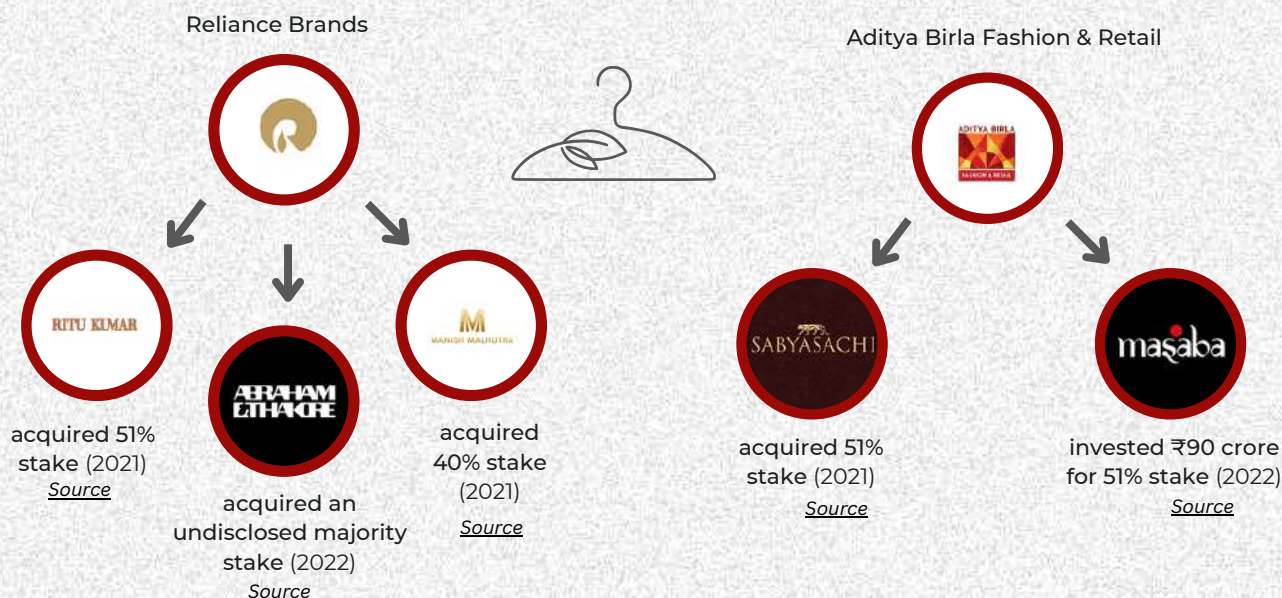 Reliance Brands
Aditya Birla Fashion & Retail
ADITYA BIRLA
FASHION & RETAIL
RITU KUMAR
ABRAHAM
&THAKORE
M
MANISH MALHOTRA
SABYASACHI
masaba
acquired 51%
stake (2021)
Source
acquired an
undisclosed majority
stake (2022)
Source
acquired
40% stake
(2021)
Source
acquired 51%
stake (2021)
Source
invested ₹90 crore
for 51% stake (2022)
Source